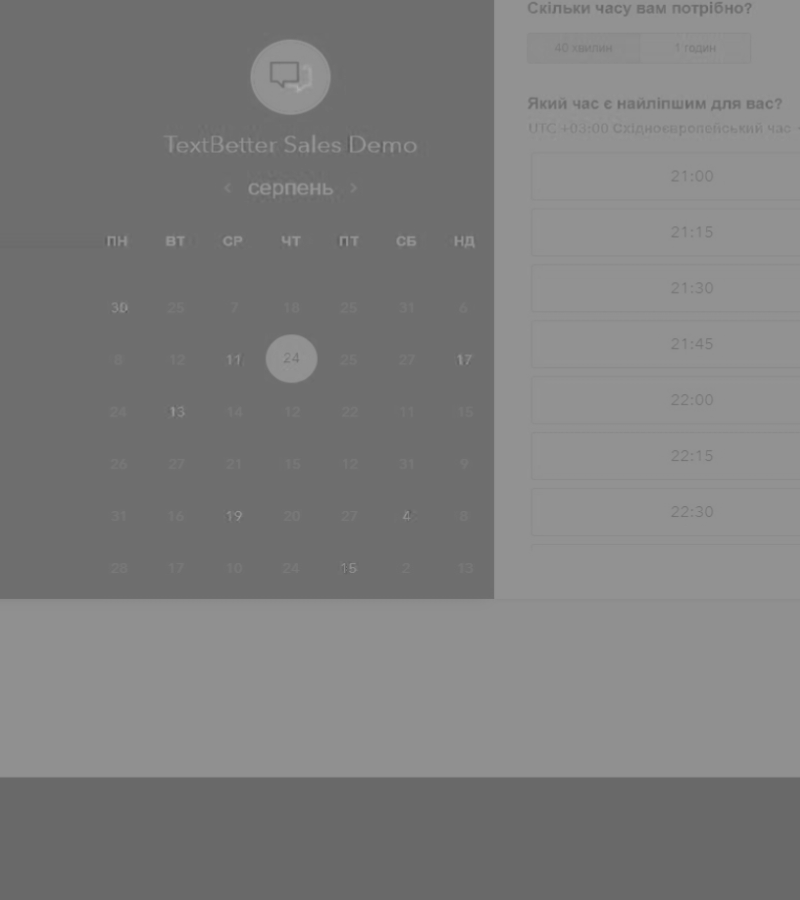 TextBetter Sales Demo
‹ серпень ›
ПН ВТ СР ЧТ ПТ СБ НД
30 25 7 18 25 31 6
8 12 11 24 25 27 17
24 13 14 12 22 11 15
26 27 21 15 12 31 9
31 16 19 20 27 4 8
28 17 10 24 15 2 13
Скільки часу вам потрібно?
40 хвилин 1 годин
Який час є найліпшим для вас?
UTC +03:00 Східноєвропейський час
21:00
21:15
21:30
21:45
22:00
22:15
22:30